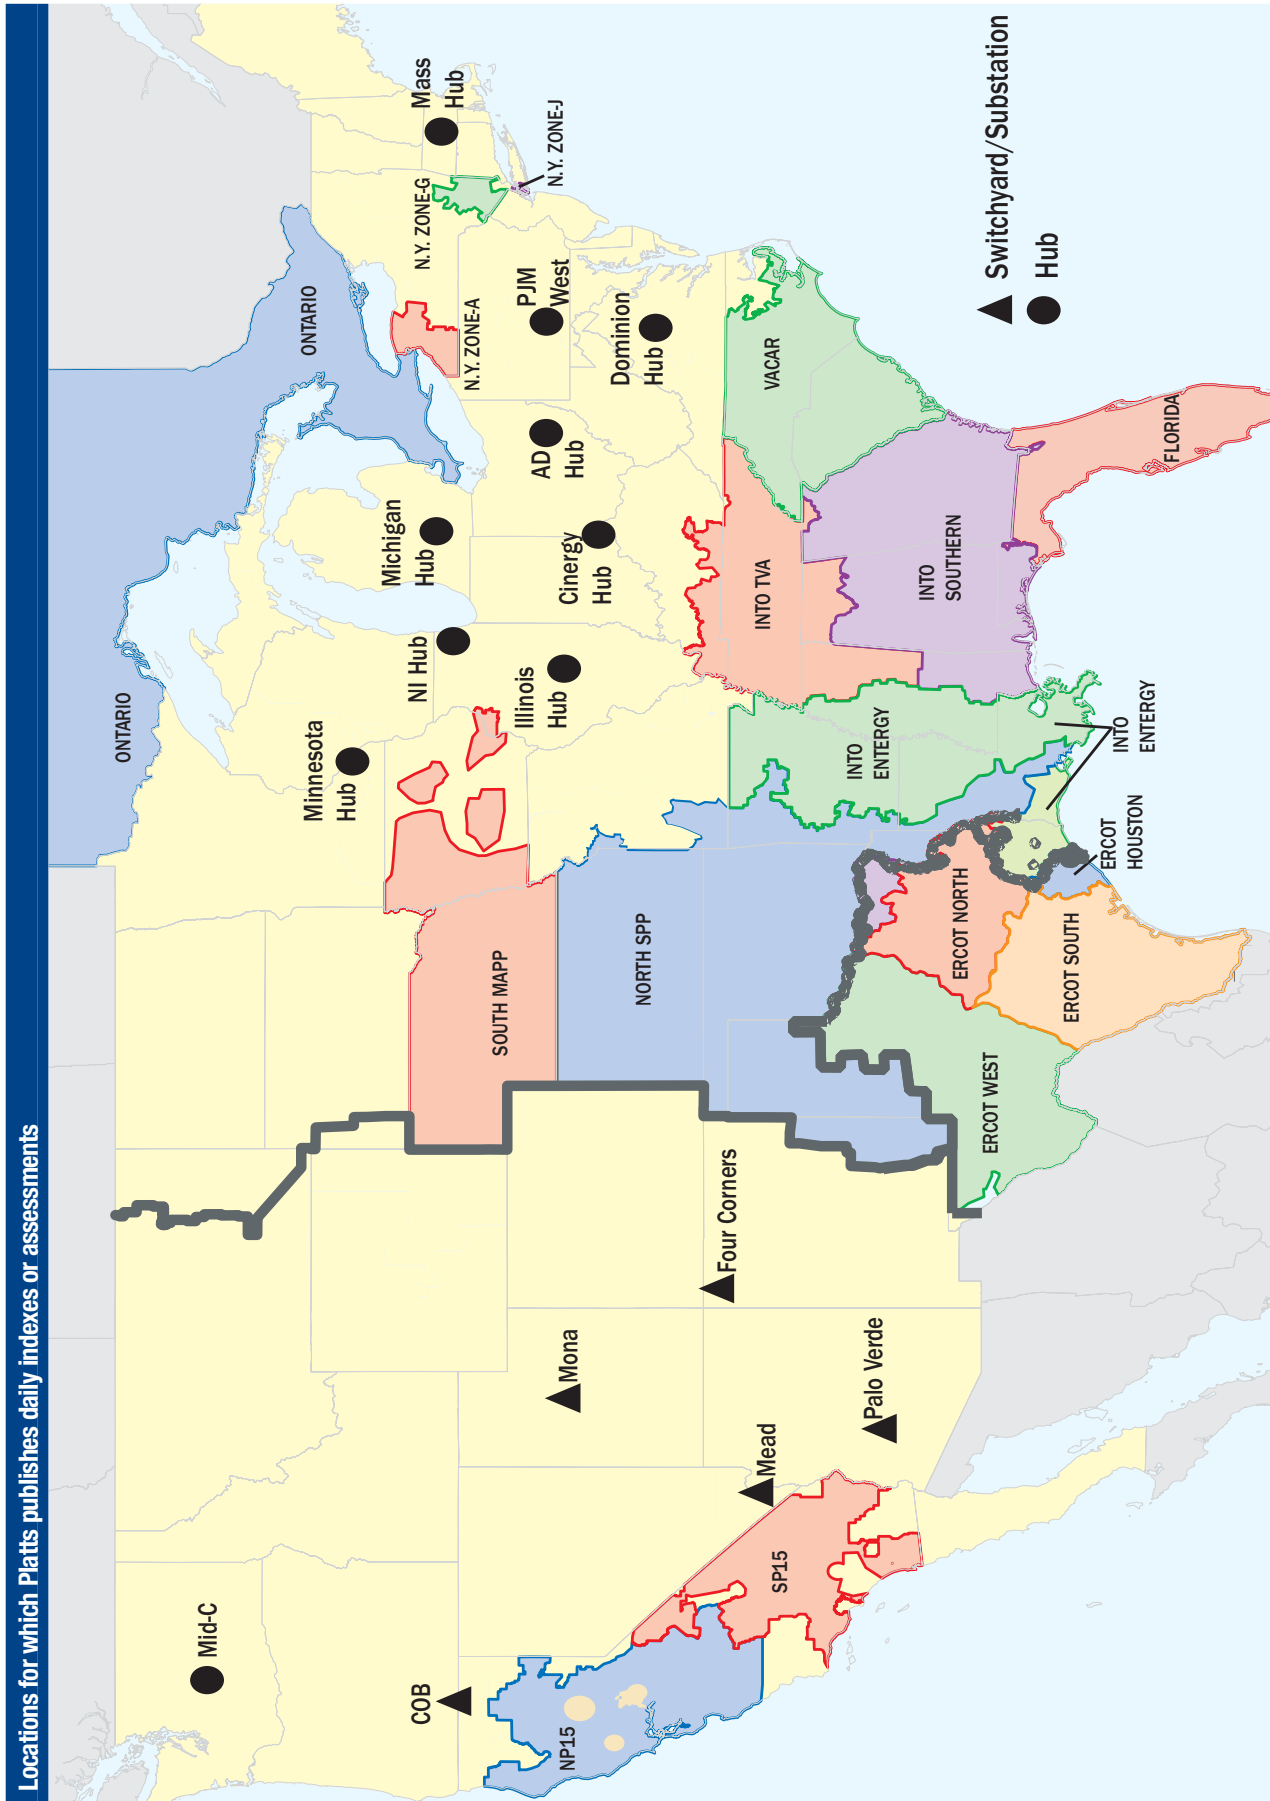 Locations for which Platts publishes daily indexes or assessments
Mid-C
COB
NP15
SP15
Mead
Mona
Palo Verde
Four Corners
SOUTH MAPP
NORTH SPP
ERCOT WEST
ERCOT NORTH
ERCOT SOUTH
ERCOT
HOUSTON
INTO
ENTERGY
INTO
ENTERGY
ONTARIO
Minnesota
Hub
NI Hub
Illinois
Hub
Michigan
Hub
Cinergy
Hub
AD
Hub
INTO TVA
INTO
SOUTHERN
VACAR
FLORIDA
ONTARIO
N.Y. ZONE-A
PJM
West
Dominion
Hub
N.Y. ZONE-G
Mass
Hub
N.Y. ZONE-J
Switchyard/Substation
Hub